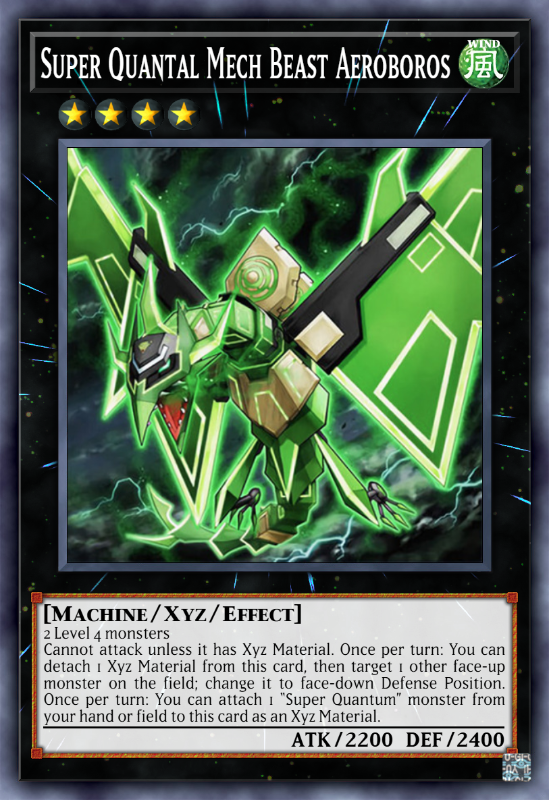 Super Quantal Mech Beast Aeroboros
WIND
風
[Machine/Xyz/Effect]
2 Level 4 monsters
Cannot attack unless it has Xyz Material. Once per turn: You can
detach 1 Xyz Material from this card, then target 1 other face-up
monster on the field; change it to face-down Defense Position.
Once per turn: You can attach 1 "Super Quantum" monster from
your hand or field to this card as an Xyz Material.
ATK/2200 DEF/2400